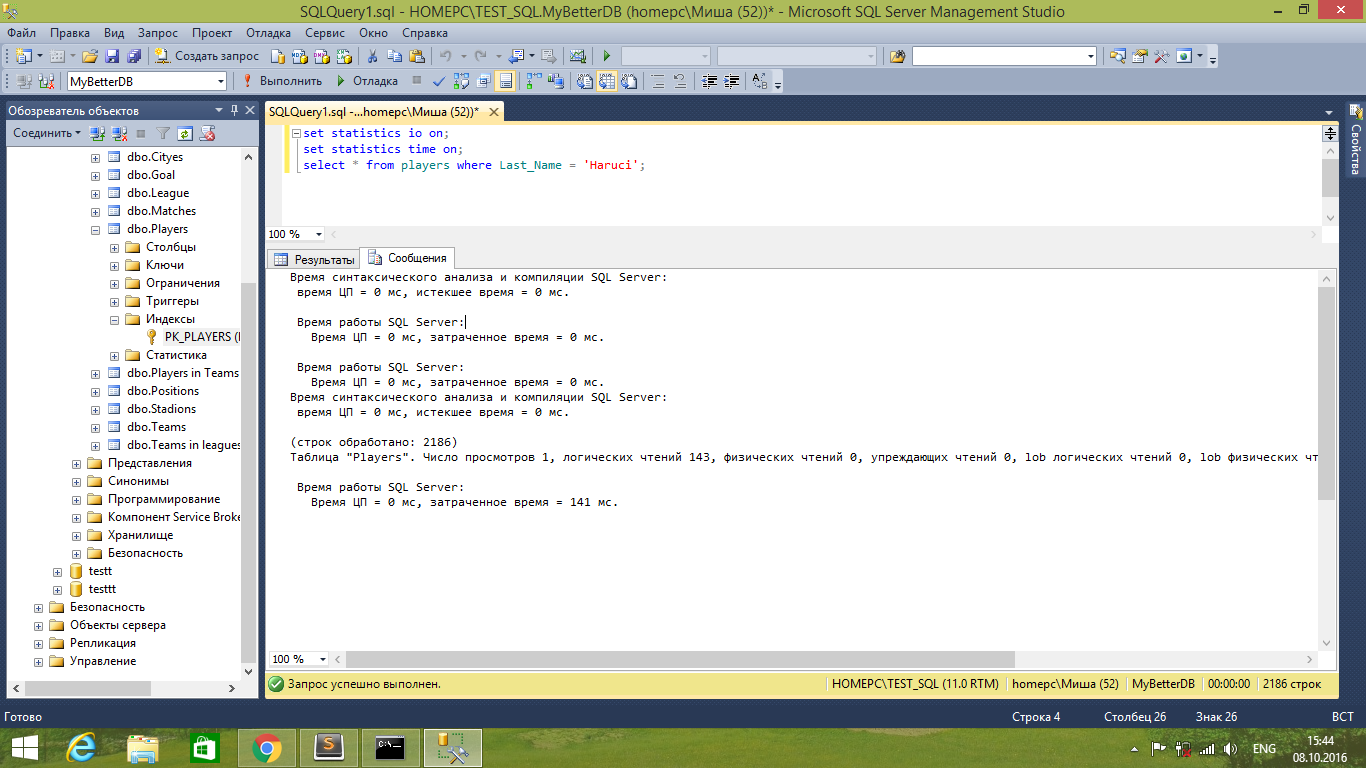 SQLQuery1.sql - HOMEPC\TEST_SQL.MyBetterDB (homepc\Миша (52))* - Microsoft SQL Server Management Studio
Файл Правка Вид Запрос Проект Отладка Сервис Окно Справка
Создать запрос
MyBetterDB
Выполнить
Отладка
Обозреватель объектов
SQLQuery1.sql -...homepc\Миша (52))*
Соединить
dbo.Cityes
dbo.Goal
dbo.League
dbo.Matches
dbo.Players
Столбцы
Ключи
Ограничения
Триггеры
Индексы
PK_PLAYERS (
Статистика
dbo.Players in Teams
dbo.Positions
dbo.Stadions
dbo.Teams
dbo.Teams in leagues
Представления
Синонимы
Программирование
Компонент Service Broke
Хранилище
Безопасность
testt
testtt
Безопасность
Объекты сервера
Репликация
Управление
set statistics io on;
set statistics time on;
select * from players where Last_Name = 'Haruci';
100 %
Результаты
Сообщения
Время синтаксического анализа и компиляции SQL Server:
время ЦП = 0 мс, истекшее время = 0 мс.
Время работы SQL Server:
Время ЦП = 0 мс, затраченное время = 0 мс.
Время работы SQL Server:
Время ЦП = 0 мс, затраченное время = 0 мс.
Время синтаксического анализа и компиляции SQL Server:
время ЦП = 0 мс, истекшее время = 0 мс.
(строк обработано: 2186)
Таблица "Players". Число просмотров 1, логических чтений 143, физических чтений 0, упреждающих чтений 0, lob логических чтений 0, lob физических чт
Время работы SQL Server:
Время ЦП = 0 мс, затраченное время = 141 мс.
100 %
Свойства
Запрос успешно выполнен.
HOMEPC\TEST_SQL (11.0 RTM)
homepc\Миша (52)
MyBetterDB
00:00:00
2186 строк
Готово
Строка 4
Столбец 26
Знак 26
ВСТ
ENG
15:44
08.10.2016